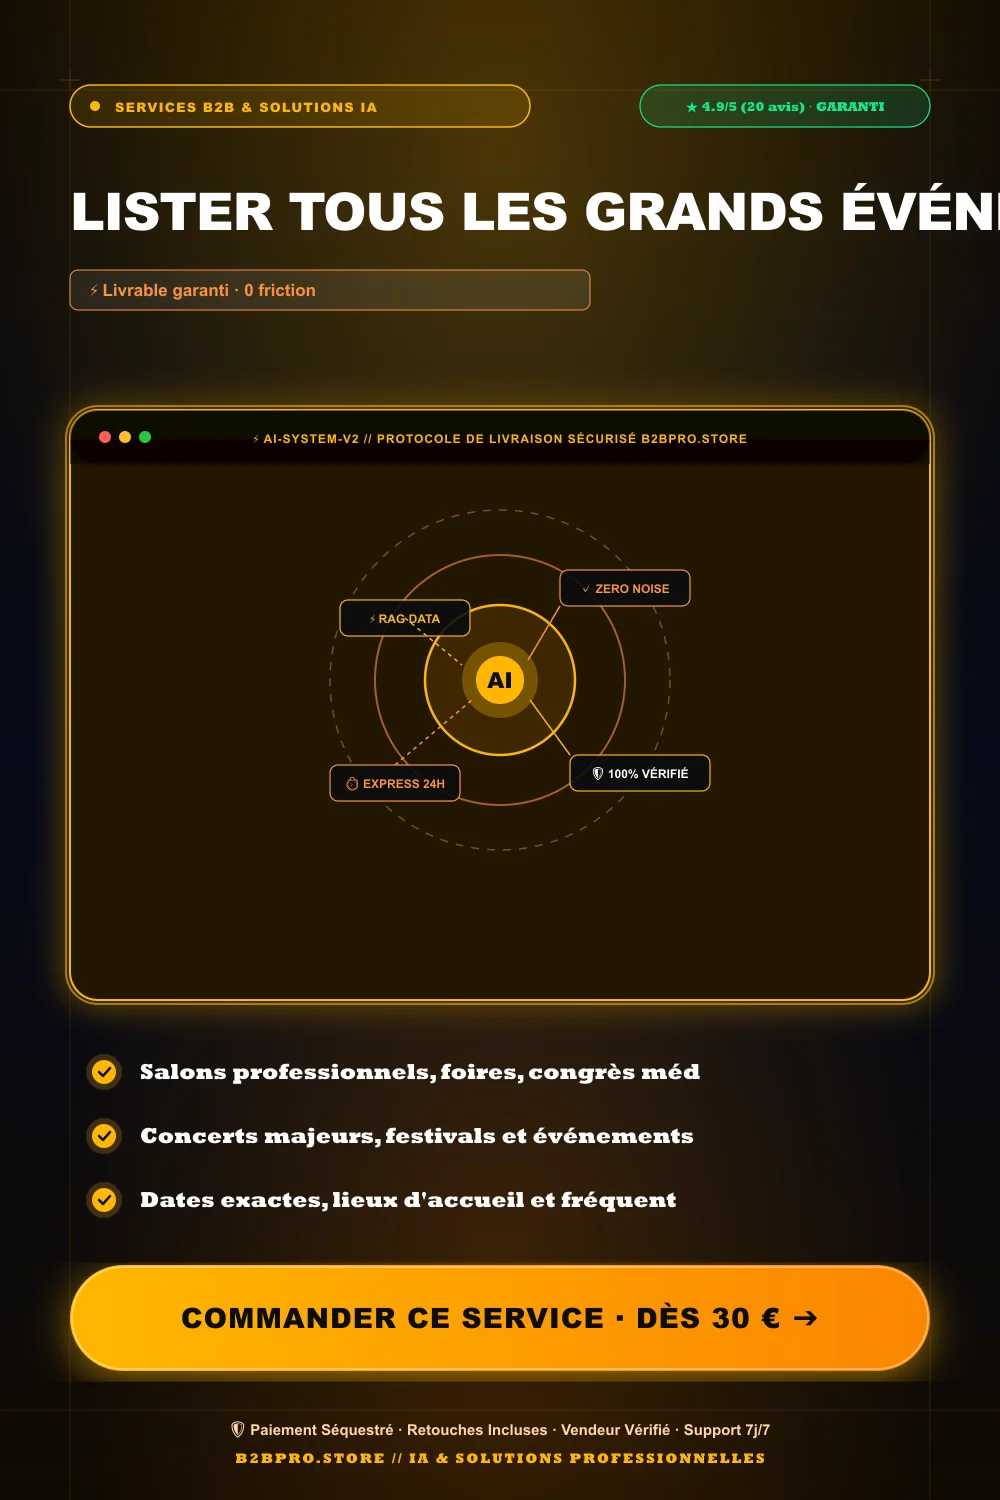 SERVICES B2B & SOLUTIONS IA
★ 4.9/5 (20 avis) · GARANTI
LISTER TOUS LES GRANDS ÉVÉN
⚡ Livrable garanti · 0 friction
⚡ AI-SYSTEM-V2 // PROTOCOLE DE LIVRAISON SÉCURISÉ B2BPRO.STORE
✓ ZERO NOISE
⚡ RAG DATA
AI
🛡 100% VÉRIFIÉ
⏱ EXPRESS 24H
Salons professionnels, foires, congrès méd
Concerts majeurs, festivals et événements
Dates exactes, lieux d'accueil et fréquent
COMMANDER CE SERVICE · DÈS 30 € ➔
🛡 Paiement Séquestré · Retouches Incluses · Vendeur Vérifié · Support 7j/7
B2BPRO.STORE // IA & SOLUTIONS PROFESSIONNELLES